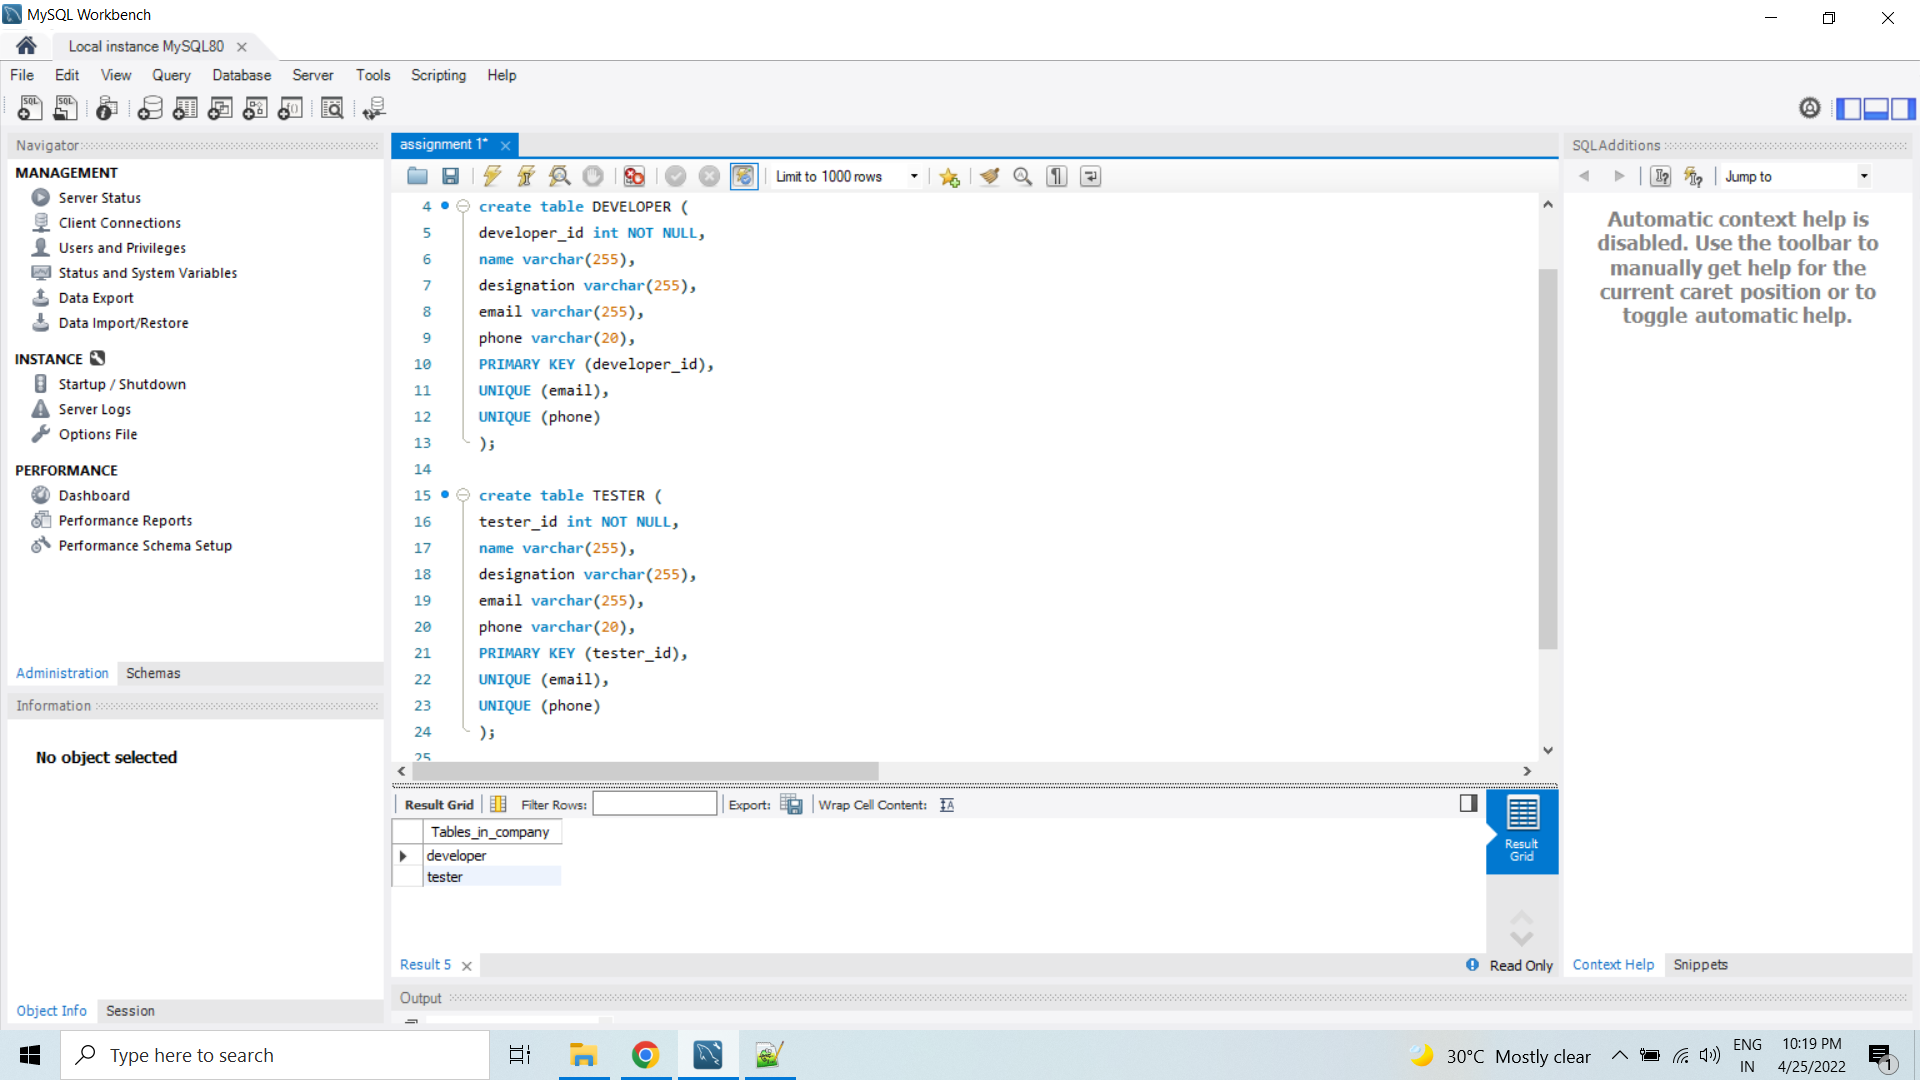 MySQL Workbench
Local instance MySQL80
File Edit View Query Database Server Tools Scripting Help
Navigator
MANAGEMENT
Server Status
Client Connections
Users and Privileges
Status and System Variables
Data Export
Data Import/Restore
INSTANCE
Startup / Shutdown
Server Logs
Options File
PERFORMANCE
Dashboard
Performance Reports
Performance Schema Setup
Administration Schemas
Information
No object selected
Object Info Session
assignment 1*
Limit to 1000 rows
4 create table DEVELOPER (
5 developer_id int NOT NULL,
6 name varchar(255),
7 designation varchar(255),
8 email varchar(255),
9 phone varchar(20),
10 PRIMARY KEY (developer_id),
11 UNIQUE (email),
12 UNIQUE (phone)
13 );
14
15 create table TESTER (
16 tester_id int NOT NULL,
17 name varchar(255),
18 designation varchar(255),
19 email varchar(255),
20 phone varchar(20),
21 PRIMARY KEY (tester_id),
22 UNIQUE (email),
23 UNIQUE (phone)
24 );
25
Result Grid Filter Rows: Export: Wrap Cell Content:
Tables_in_company
developer
tester
Result
Grid
Result 5
Read Only
Output
SQLAdditions
Jump to
Automatic context help is
disabled. Use the toolbar to
manually get help for the
current caret position or to
toggle automatic help.
Context Help Snippets
Type here to search
30°C Mostly clear
ENG
IN
10:19 PM
4/25/2022
1